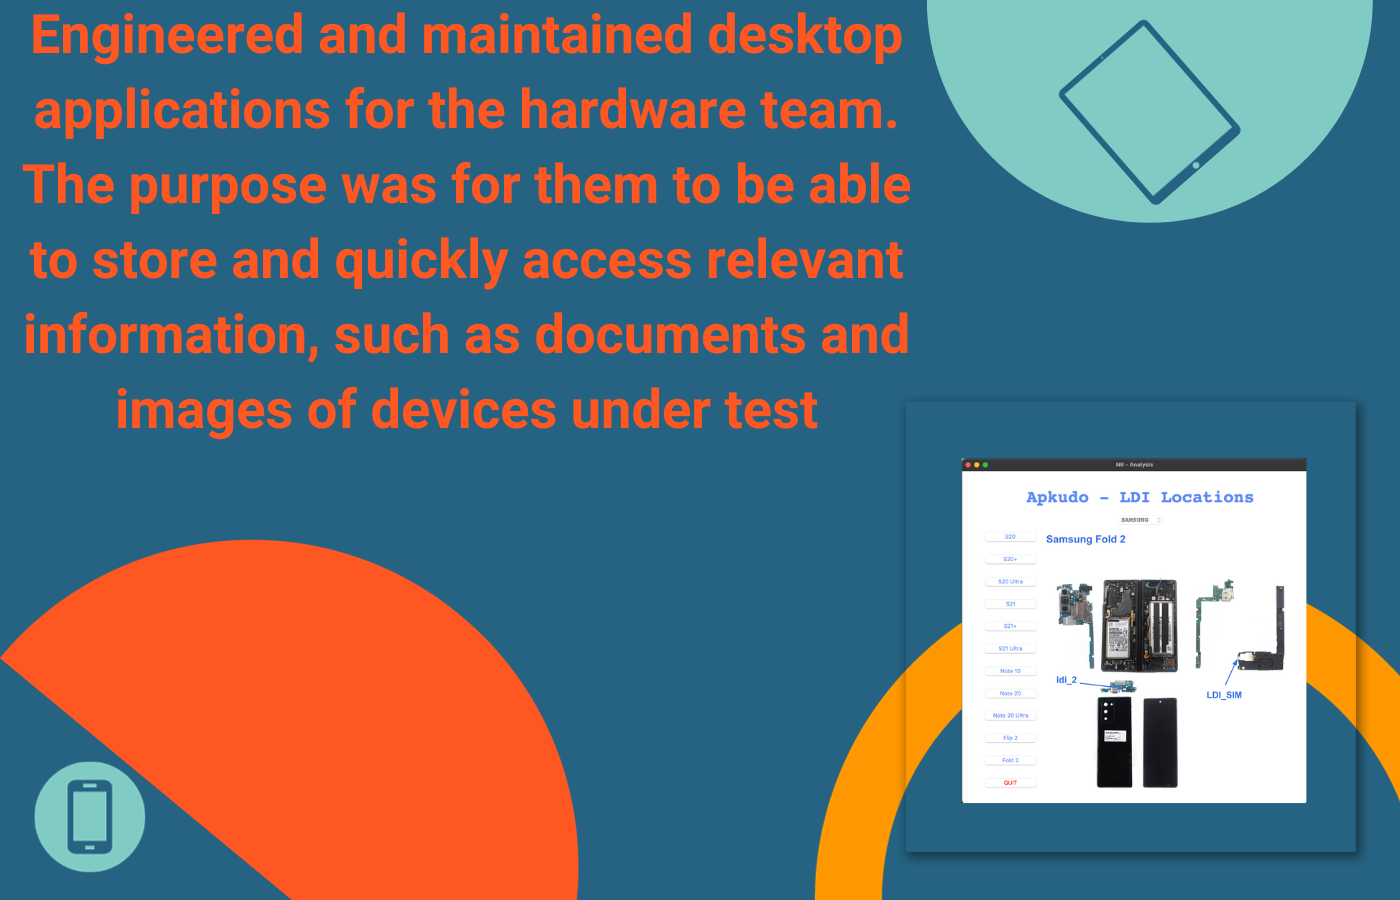 Engineered and maintained desktop
applications for the hardware team.
The purpose was for them to be able
to store and quickly access relevant
information, such as documents and
images of devices under test
NR - Analysis
Apkudo - LDI Locations
SAMSUNG
S20
Samsung Fold 2
S20+
S20 Ultra
S21
S21+
S21 Ultra
Note 10
Note 20
Note 20 Ultra
Flip 2
Fold 2
QUIT
ldi_2
LDI_SIM